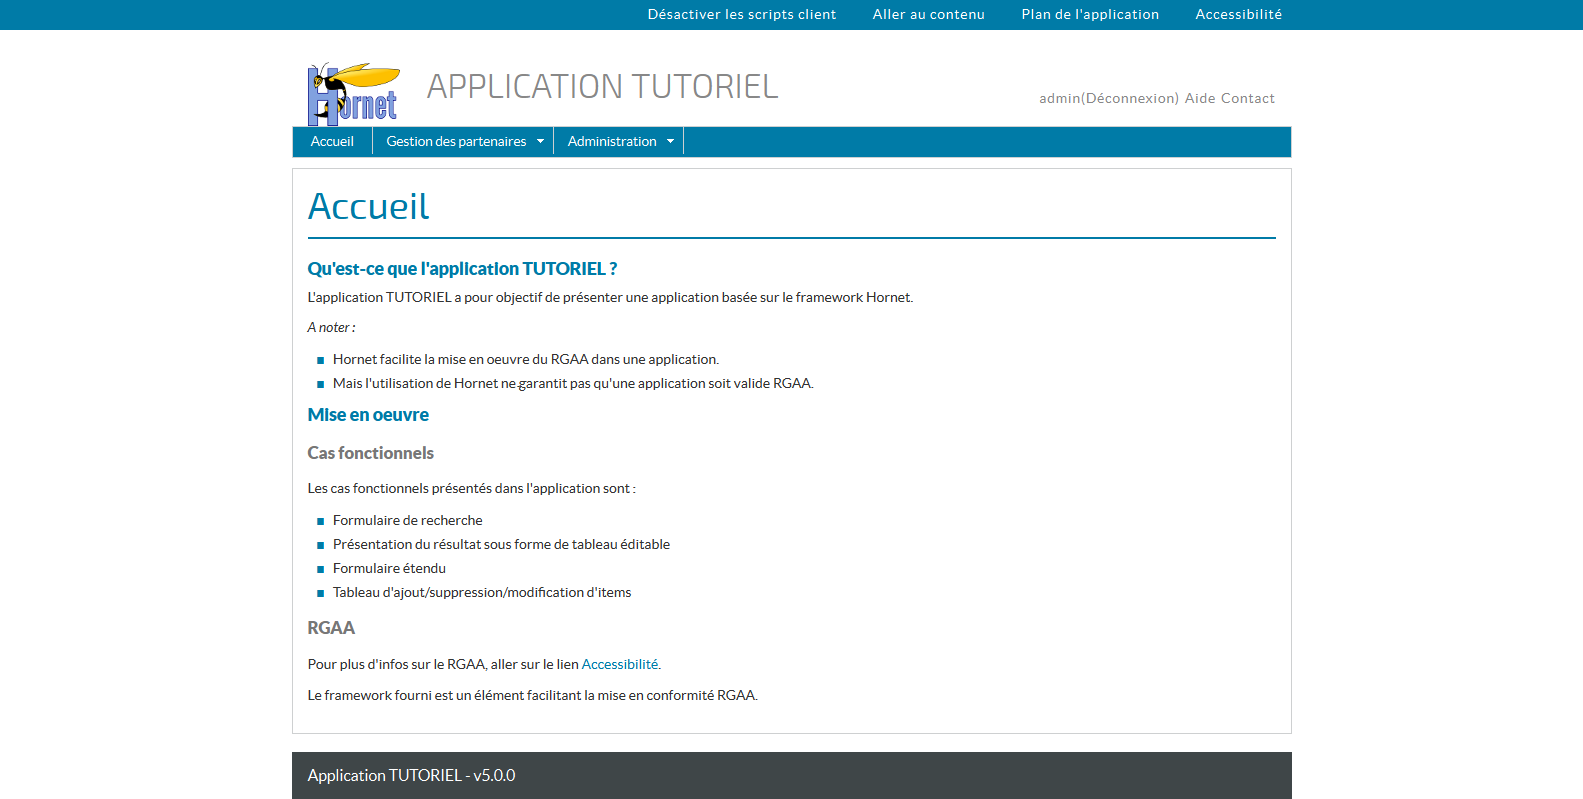 Désactiver les scripts client Aller au contenu Plan de l'application Accessibilité
Hornet
APPLICATION TUTORIEL
admin(Déconnexion) Aide Contact
Accueil Gestion des partenaires Administration
Accueil
Qu'est-ce que l'application TUTORIEL ?
L'application TUTORIEL a pour objectif de présenter une application basée sur le framework Hornet.
A noter :
Hornet facilite la mise en oeuvre du RGAA dans une application.
Mais l'utilisation de Hornet ne garantit pas qu'une application soit valide RGAA.
Mise en oeuvre
Cas fonctionnels
Les cas fonctionnels présentés dans l'application sont :
Formulaire de recherche
Présentation du résultat sous forme de tableau éditable
Formulaire étendu
Tableau d'ajout/suppression/modification d'items
RGAA
Pour plus d'infos sur le RGAA, aller sur le lien Accessibilité.
Le framework fourni est un élément facilitant la mise en conformité RGAA.
Application TUTORIEL - v5.0.0